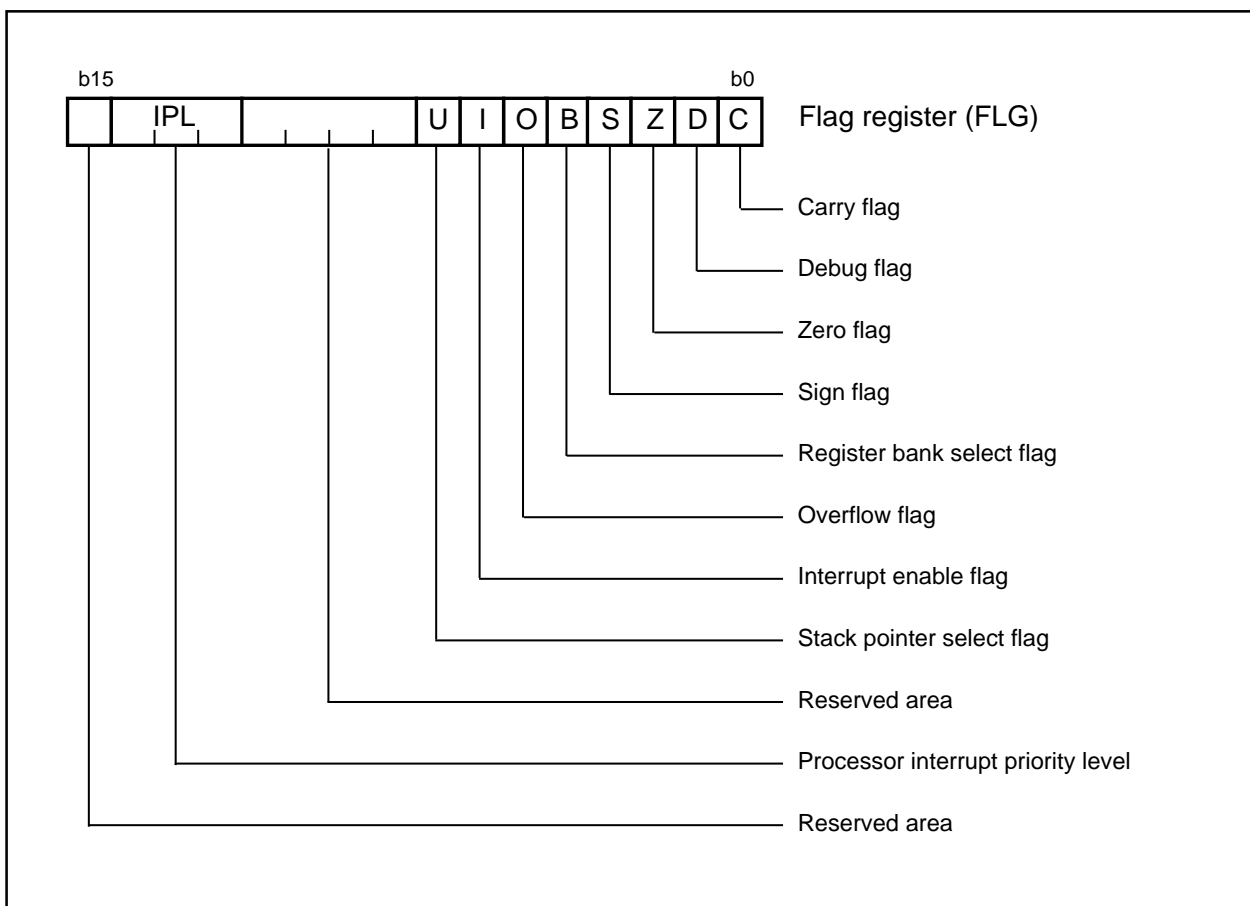 b15 b0
IPL U I O B S Z D C Flag register (FLG)
Carry flag
Debug flag
Zero flag
Sign flag
Register bank select flag
Overflow flag
Interrupt enable flag
Stack pointer select flag
Reserved area
Processor interrupt priority level
Reserved area